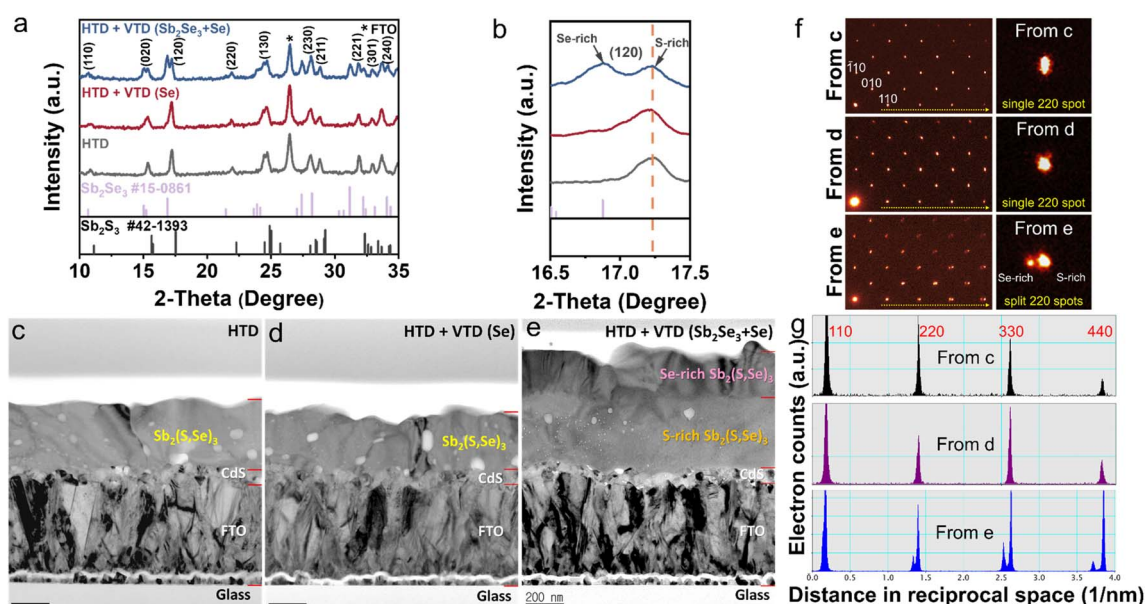 a
HTD + VTD (Sb₂Se₃+Se)
* FTO
(110)
(020)
(120)
(220)
(130)
*
(230)
(211)
(221)
(301)
(240)
HTD + VTD (Se)
HTD
Sb₂Se₃ #15-0861
Sb₂S₃ #42-1393
Intensity (a.u.)
10 15 20 25 30 35
2-Theta (Degree)
b
Se-rich
(120)
S-rich
Intensity (a.u.)
16.5 17.0 17.5
2-Theta (Degree)
f
From c
1̄10
010
110
From c
single 220 spot
From d
From d
single 220 spot
From e
From e
Se-rich
S-rich
split 220 spots
c
HTD
Sb₂(S,Se)₃
CdS
FTO
Glass
d
HTD + VTD (Se)
Sb₂(S,Se)₃
CdS
FTO
Glass
e
HTD + VTD (Sb₂Se₃+Se)
Se-rich Sb₂(S,Se)₃
S-rich Sb₂(S,Se)₃
CdS
FTO
200 nm
Glass
g
110 220 330 440
From c
From d
From e
Electron counts (a.u.)
0.0 0.5 1.0 1.5 2.0 2.5 3.0 3.5 4.0
Distance in reciprocal space (1/nm)